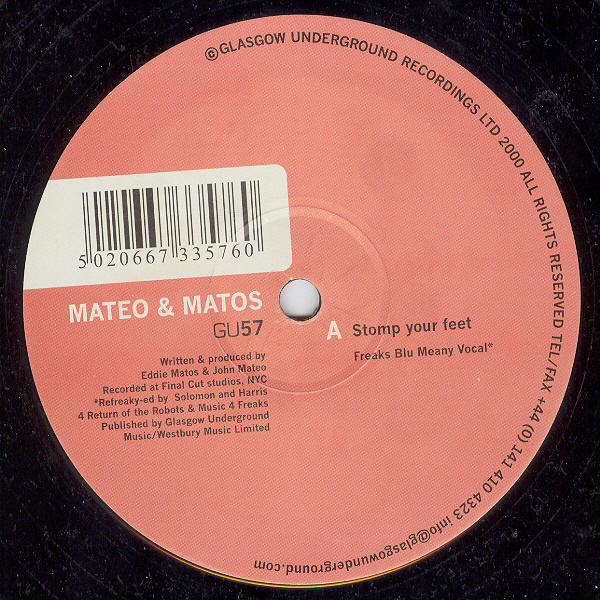 ©GLASGOW UNDERGROUND RECORDINGS LTD 2000 ALL RIGHTS RESERVED TEL/FAX +44 (0) 141 410 4323 info@glasgowunderground.com
5 020667 335760
MATEO & MATOS
GU57
Written & produced by
Eddie Matos & John Mateo
Recorded at Final Cut studios, NYC
*Refreaky-ed by Solomon and Harris
4 Return of the Robots & Music 4 Freaks
Published by Glasgow Underground
Music/Westbury Music Limited
A Stomp your feet
Freaks Blu Meany Vocal*